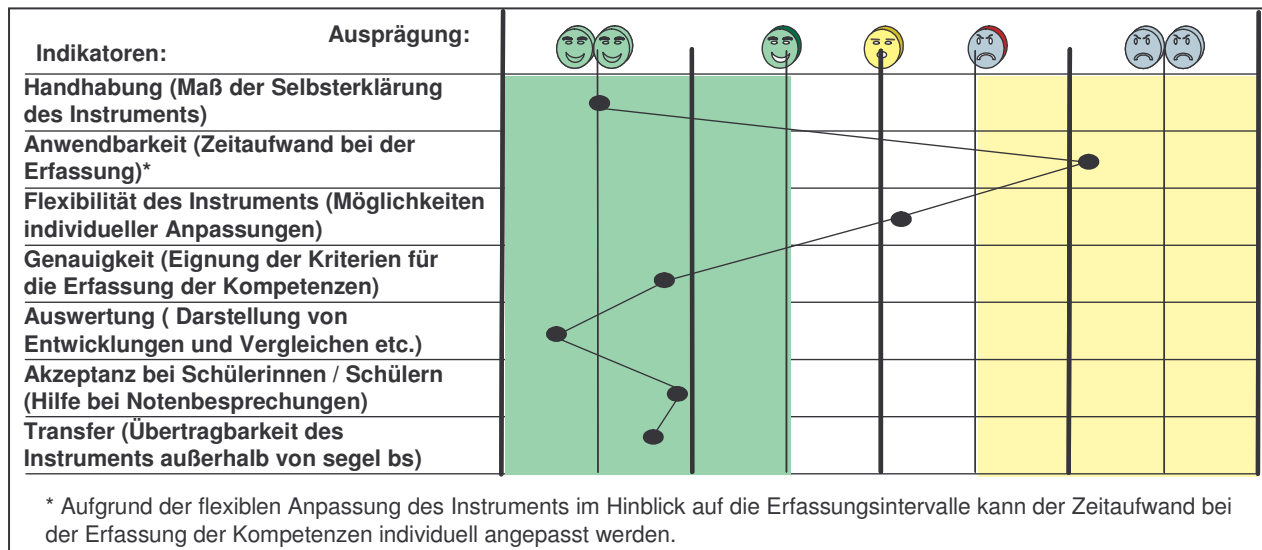 Ausprägung:
Indikatoren:
Handhabung (Maß der Selbsterklärung
des Instruments)
Anwendbarkeit (Zeitaufwand bei der
Erfassung)*
Flexibilität des Instruments (Möglichkeiten
individueller Anpassungen)
Genauigkeit (Eignung der Kriterien für
die Erfassung der Kompetenzen)
Auswertung ( Darstellung von
Entwicklungen und Vergleichen etc.)
Akzeptanz bei Schülerinnen / Schülern
(Hilfe bei Notenbesprechungen)
Transfer (Übertragbarkeit des
Instruments außerhalb von segel bs)
* Aufgrund der flexiblen Anpassung des Instruments im Hinblick auf die Erfassungsintervalle kann der Zeitaufwand bei
der Erfassung der Kompetenzen individuell angepasst werden.